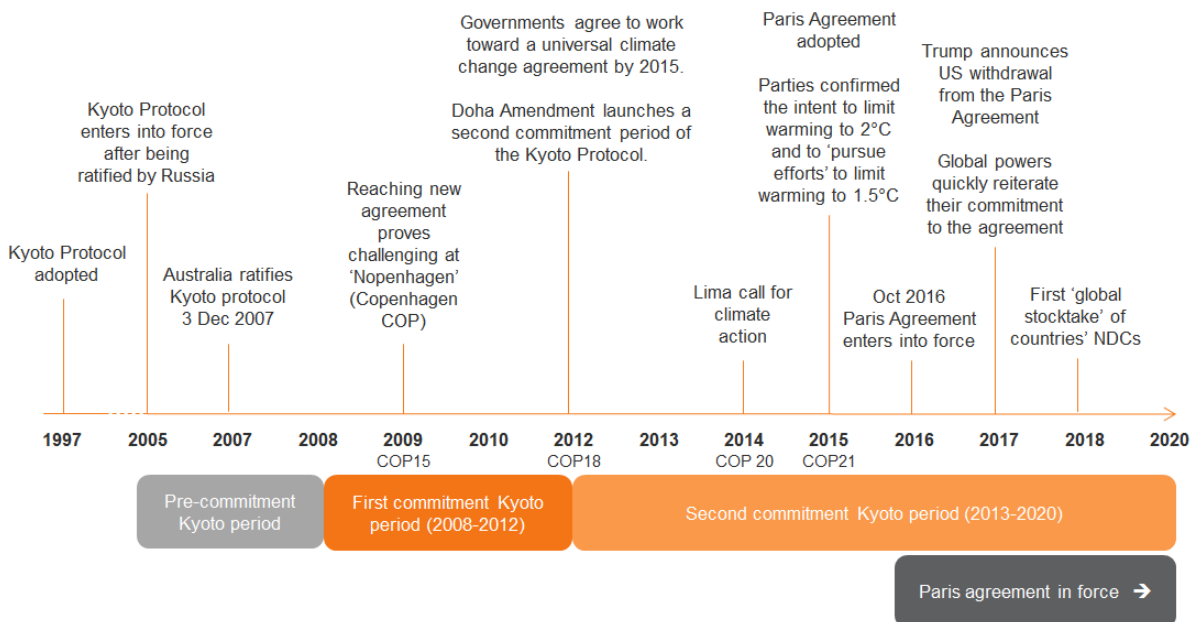 Kyoto Protocol
adopted
Kyoto Protocol
enters into force
after being
ratified by Russia
Australia ratifies
Kyoto protocol
3 Dec 2007
Reaching new
agreement
proves
challenging at
‘Nopenhagen’
(Copenhagen
COP)
Governments agree to work
toward a universal climate
change agreement by 2015.
Doha Amendment launches a
second commitment period of
the Kyoto Protocol.
Lima call for
climate
action
Paris Agreement
adopted
Parties confirmed
the intent to limit
warming to 2°C
and to ‘pursue
efforts’ to limit
warming to 1.5°C
Oct 2016
Paris Agreement
enters into force
Trump announces
US withdrawal
from the Paris
Agreement
Global powers
quickly reiterate
their commitment
to the agreement
First ‘global
stocktake’ of
countries’ NDCs
1997 2005 2007 2008 2009 2010 2012 2013 2014 2015 2016 2017 2018 2020
COP15 COP18 COP 20 COP21
Pre-commitment
Kyoto period
First commitment Kyoto
period (2008-2012)
Second commitment Kyoto period (2013-2020)
Paris agreement in force ➔